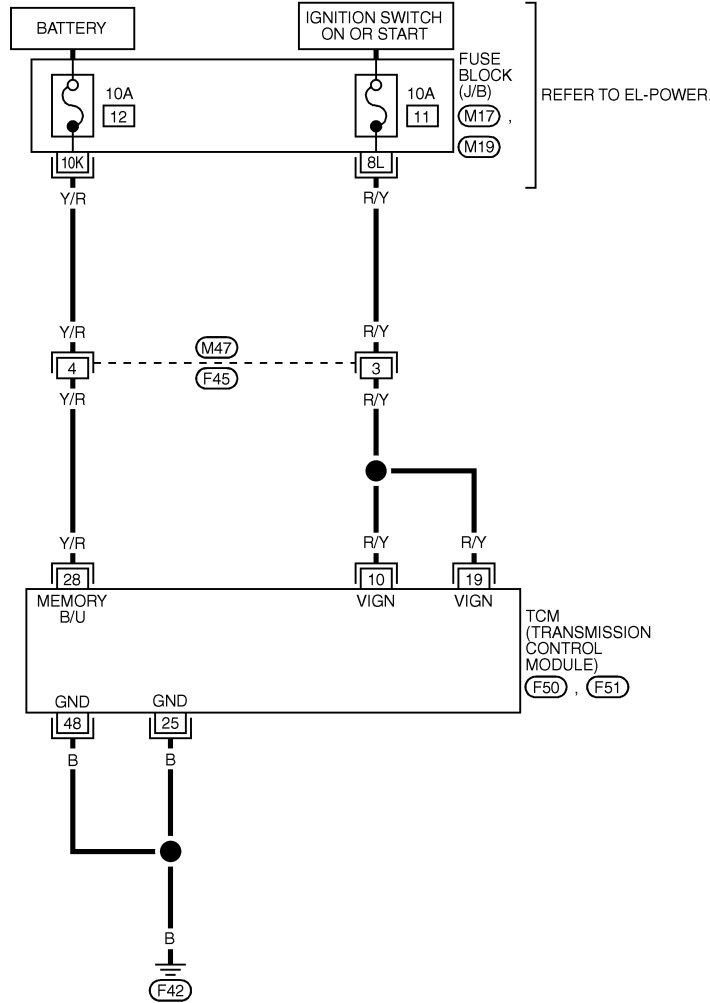 BATTERY
IGNITION SWITCH
ON OR START
FUSE
BLOCK
(J/B)
M17 ,
M19
REFER TO EL-POWER.
10A
12
10A
11
10K
8L
Y/R
R/Y
Y/R
R/Y
M47
4
3
F45
Y/R
R/Y
Y/R
R/Y
R/Y
28
10
19
MEMORY
B/U
VIGN
VIGN
TCM
(TRANSMISSION
CONTROL
MODULE)
F50 , F51
GND
GND
48
25
B
B
B
F42